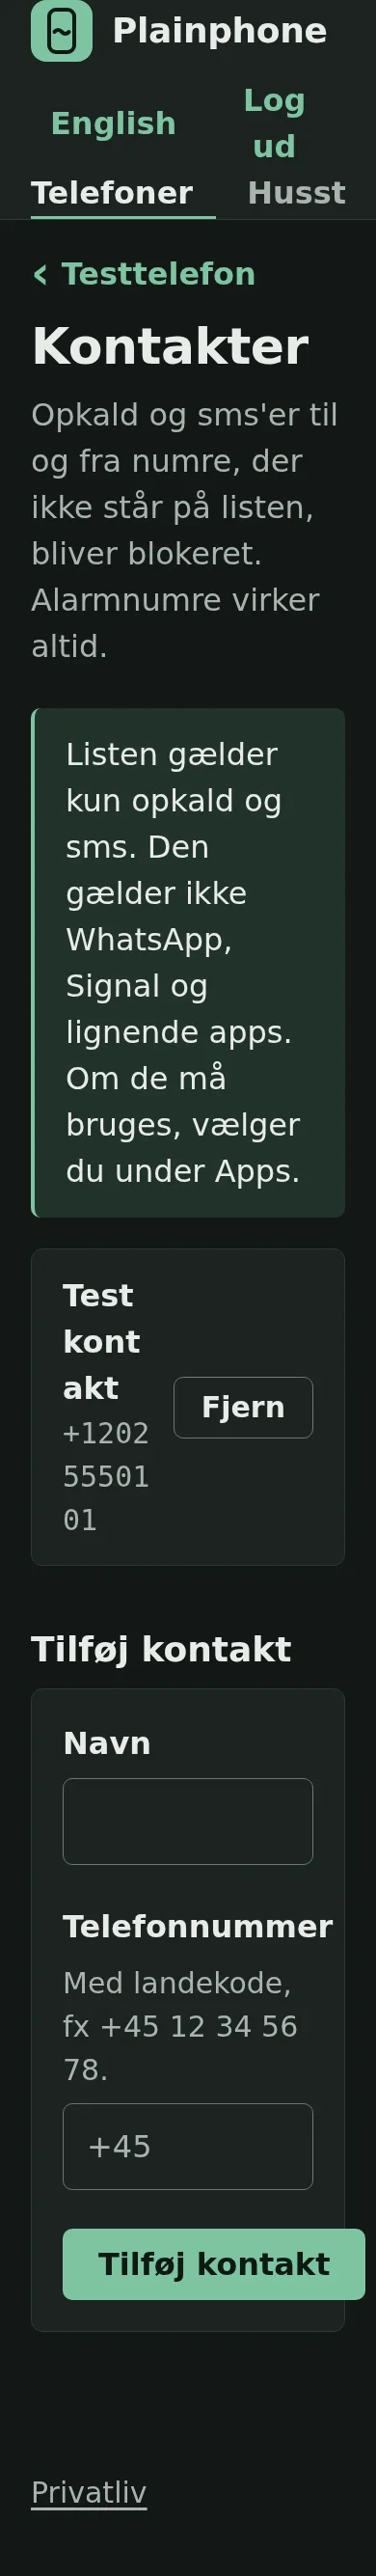 Plainphone
English
Log
ud
Telefoner
Husst
‹ Testtelefon
Kontakter
Opkald og sms'er til
og fra numre, der
ikke står på listen,
bliver blokeret.
Alarmnumre virker
altid.
Listen gælder
kun opkald og
sms. Den
gælder ikke
WhatsApp,
Signal og
lignende apps.
Om de må
bruges, vælger
du under Apps.
Test
kont
akt
+1202
55501
01
Fjern
Tilføj kontakt
Navn
Telefonnummer
Med landekode,
fx +45 12 34 56
78.
+45
Tilføj kontakt
Privatliv